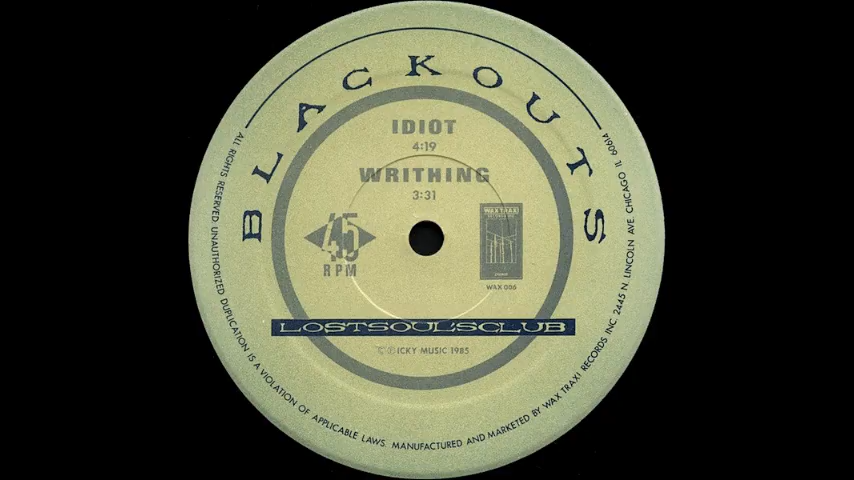 BLACKOUTS
IDIOT
4:19
WRITHING
3:31
45
RPM
WAX TRAX!
WAX 006
LOSTSOULSCLUB
© ℗ ICKY MUSIC 1985
ALL RIGHTS RESERVED. UNAUTHORIZED DUPLICATION IS A VIOLATION OF APPLICABLE LAWS. MANUFACTURED AND MARKETED BY WAX TRAX! RECORDS INC. 2445 N. LINCOLN AVE. CHICAGO IL 60614